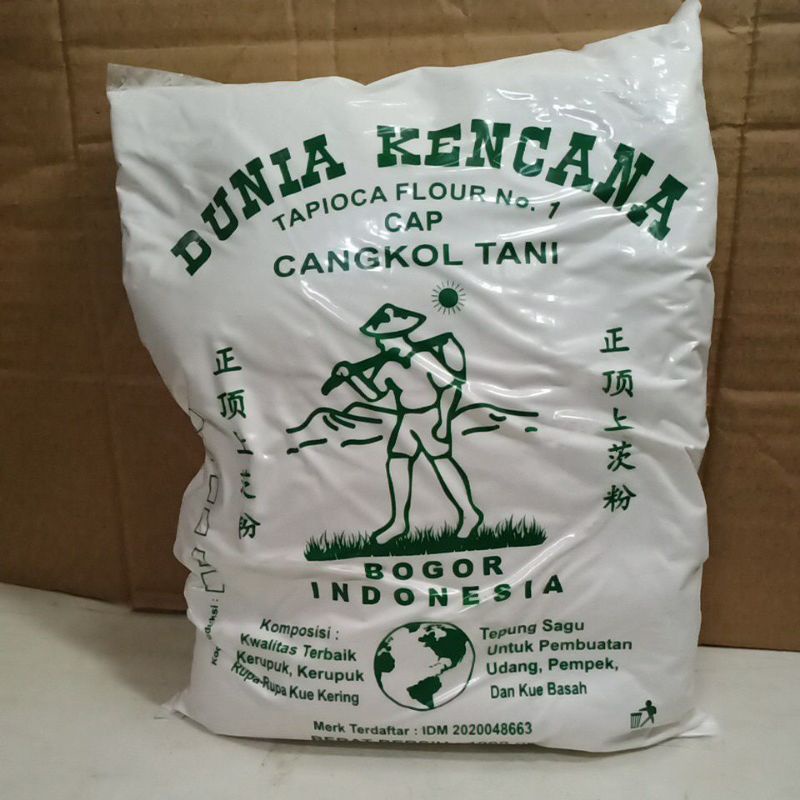 DUNIA KENCANA
TAPIOCA FLOUR No. 1
CAP
CANGKOL TANI
正顶上茨粉
正顶上茨粉
BOGOR
INDONESIA
Komposisi :
Kwalitas Terbaik
Kerupuk, Kerupuk
Rupa-Rupa Kue Kering
Tepung Sagu
Untuk Pembuatan
Udang, Pempek,
Dan Kue Basah
Merk Terdaftar : IDM 2020048663
BERAT BERSIH